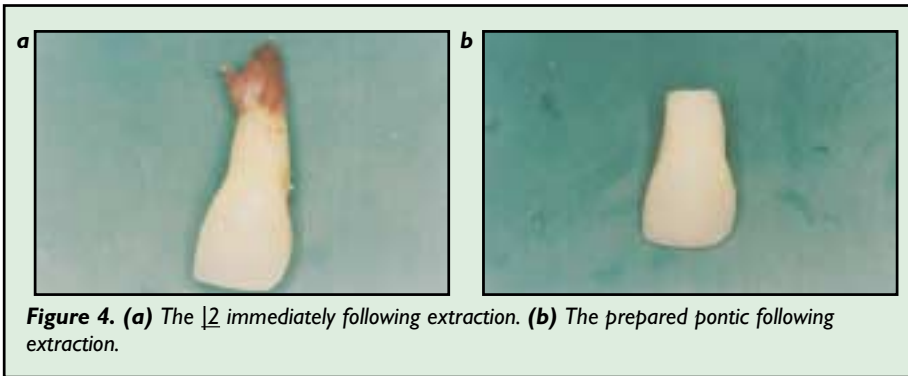 a
b
Figure 4. (a) The |2 immediately following extraction. (b) The prepared pontic following
extraction.